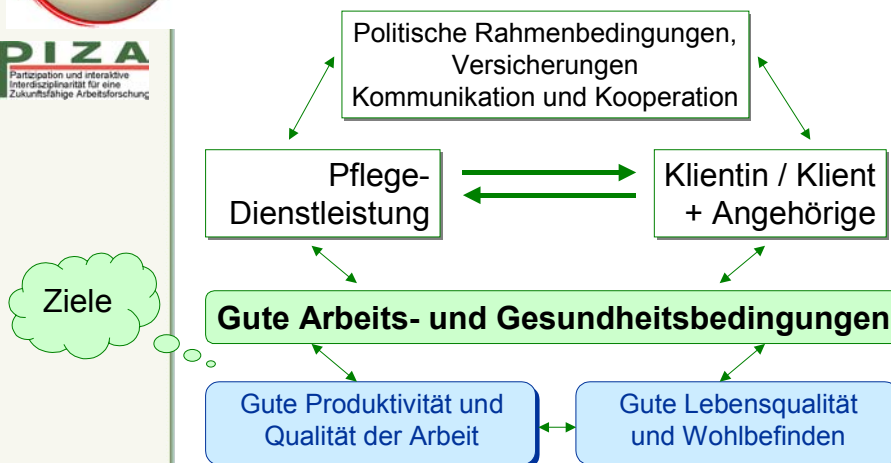 PIZA
Partizipation und interaktive
Interdisziplinarität für eine
Zukunftsfähige Arbeitsforschung
Politische Rahmenbedingungen,
Versicherungen
Kommunikation und Kooperation
Pflege-
Dienstleistung
Klientin / Klient
+ Angehörige
Ziele
Gute Arbeits- und Gesundheitsbedingungen
Gute Produktivität und
Qualität der Arbeit
Gute Lebensqualität
und Wohlbefinden